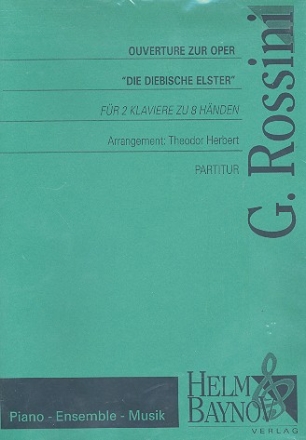 OUVERTURE ZUR OPER
"DIE DIEBISCHE ELSTER"
FÜR 2 KLAVIERE ZU 8 HÄNDEN
Arrangement: Theodor Herbert
PARTITUR
G. Rossini
Piano - Ensemble - Musik
HELM &
BAYNOV
VERLAG